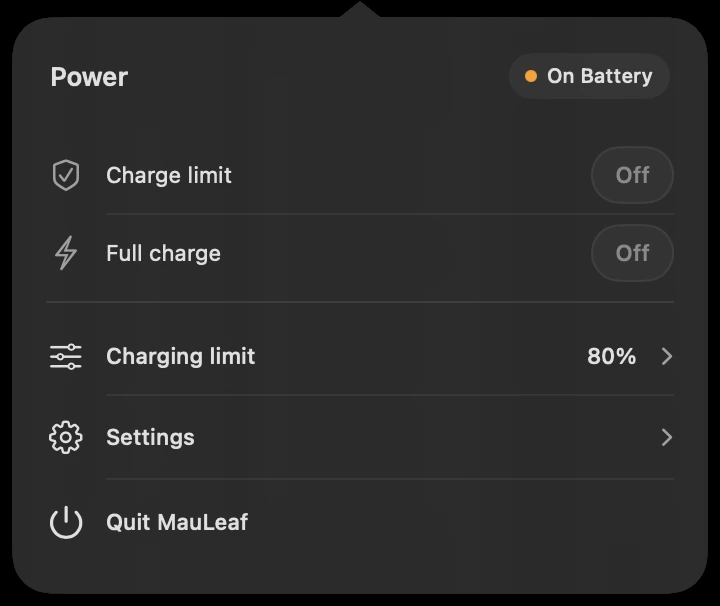 Power
On Battery
Charge limit
Off
Full charge
Off
Charging limit
80%
Settings
Quit MauLeaf